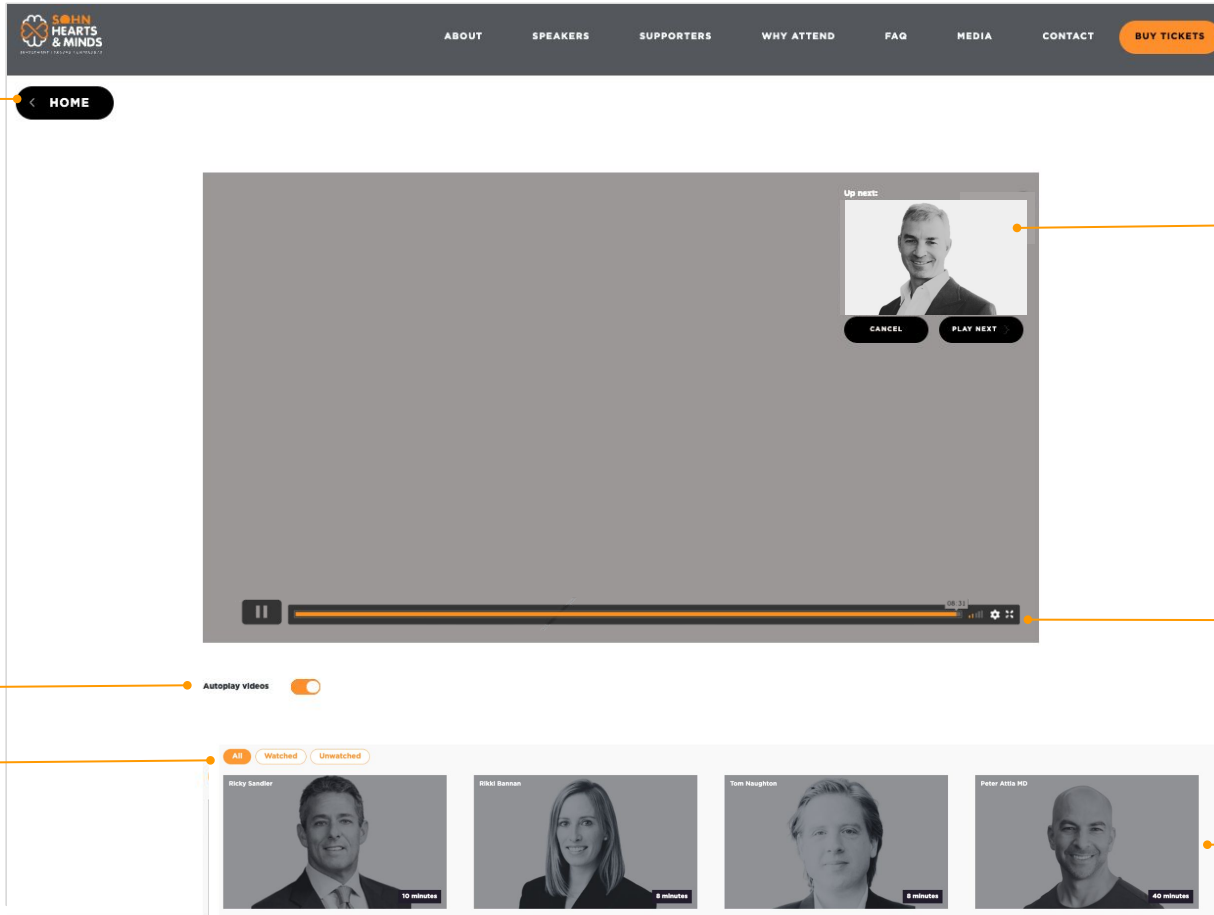 SOHN
HEARTS
& MINDS
ABOUT
SPEAKERS
SUPPORTERS
WHY ATTEND
FAQ
MEDIA
CONTACT
BUY TICKETS
HOME
Up next:
CANCEL
PLAY NEXT
08:31
Autoplay videos
All
Watched
Unwatched
Ricky Sandler
Rikki Bannan
Tom Naughton
Peter Attia MD
10 minutes
8 minutes
8 minutes
40 minutes